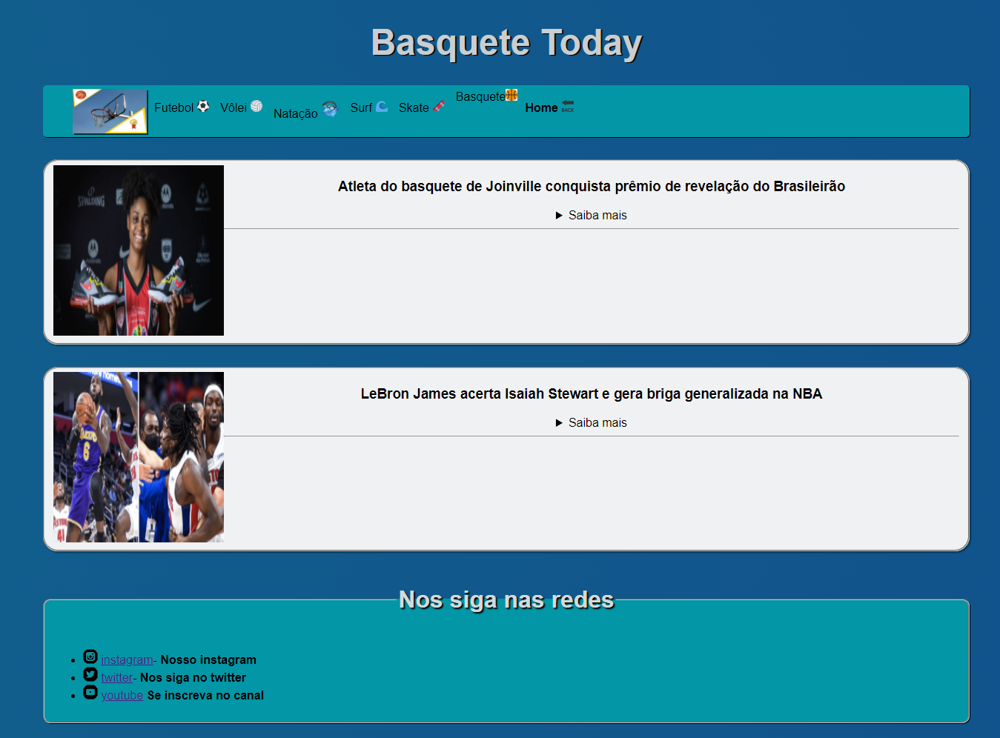 Basquete Today
Futebol Vôlei Natação Surf Skate Basquete Home
BACK
SPALDING
Atleta do basquete de Joinville conquista prêmio de revelação do Brasileirão
Saiba mais
LeBron James acerta Isaiah Stewart e gera briga generalizada na NBA
Saiba mais
6
41
Nos siga nas redes
instagram- Nosso instagram
twitter- Nos siga no twitter
youtube Se inscreva no canal